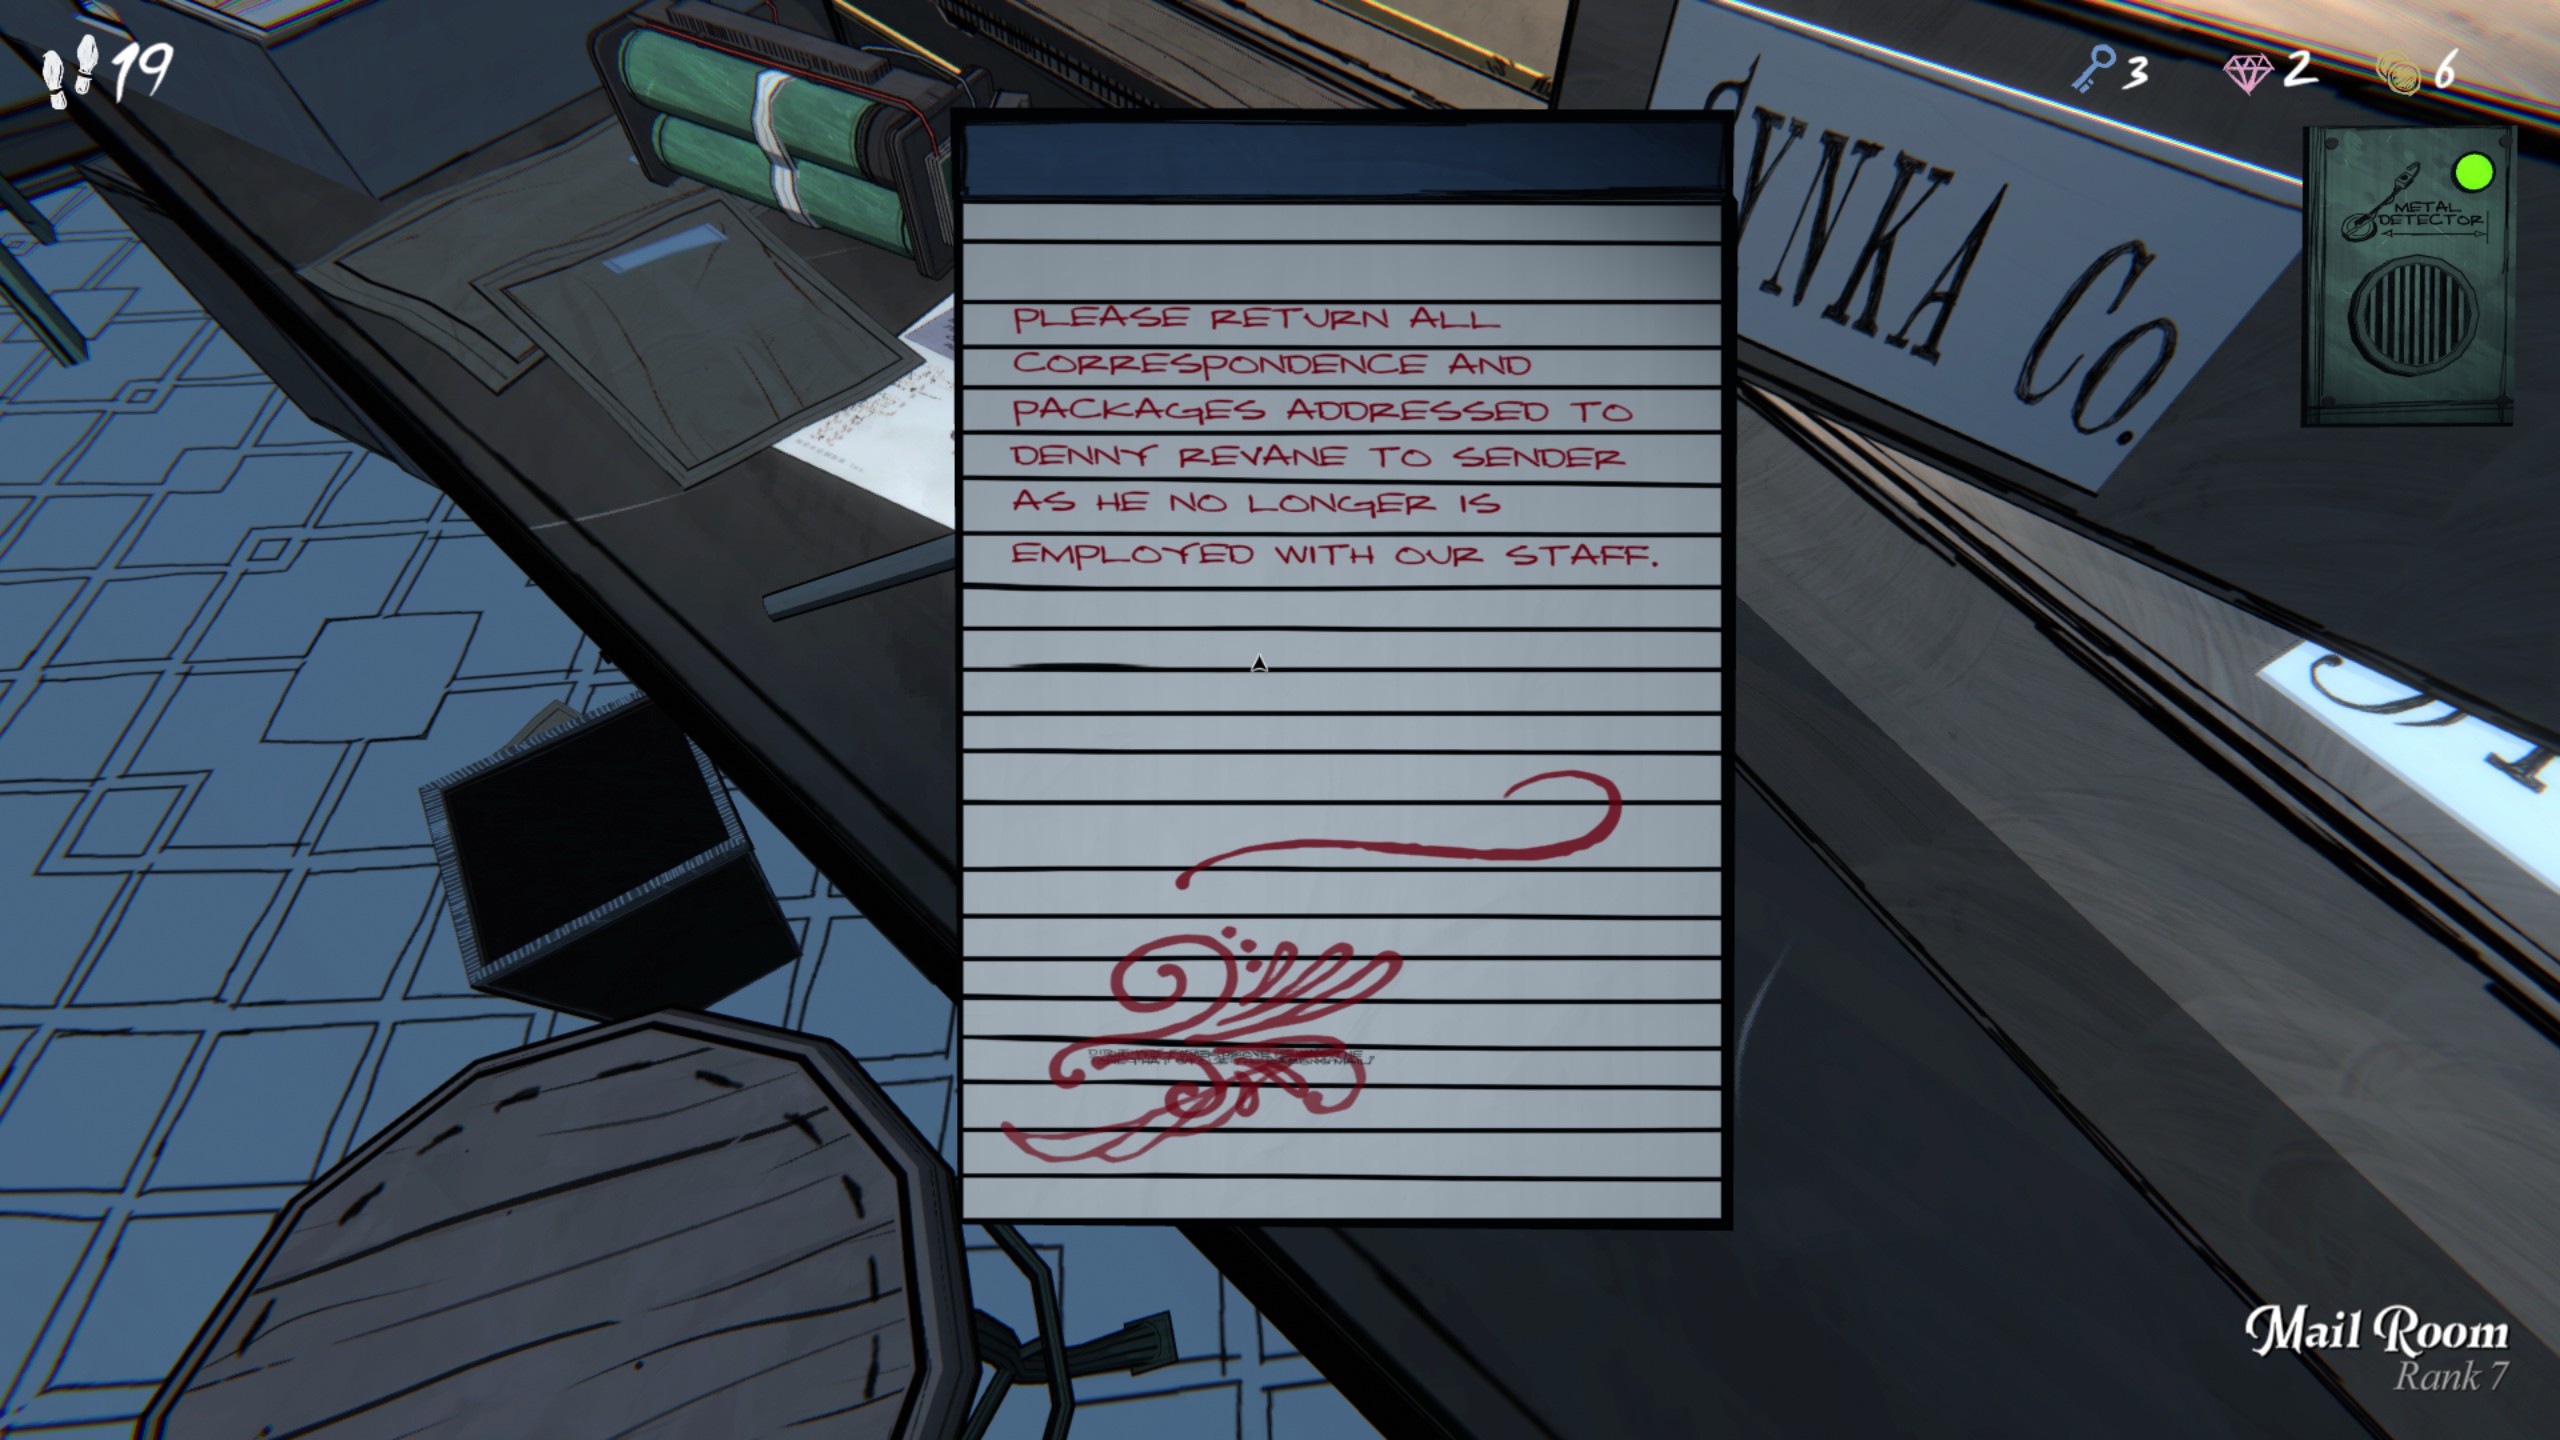 19
3
2
6
METAL
DETECTOR
YNKA Co.
PLEASE RETURN ALL
CORRESPONDENCE AND
PACKAGES ADDRESSED TO
DENNY REVANE TO SENDER
AS HE NO LONGER IS
EMPLOYED WITH OUR STAFF.
Mail Room
Rank 7